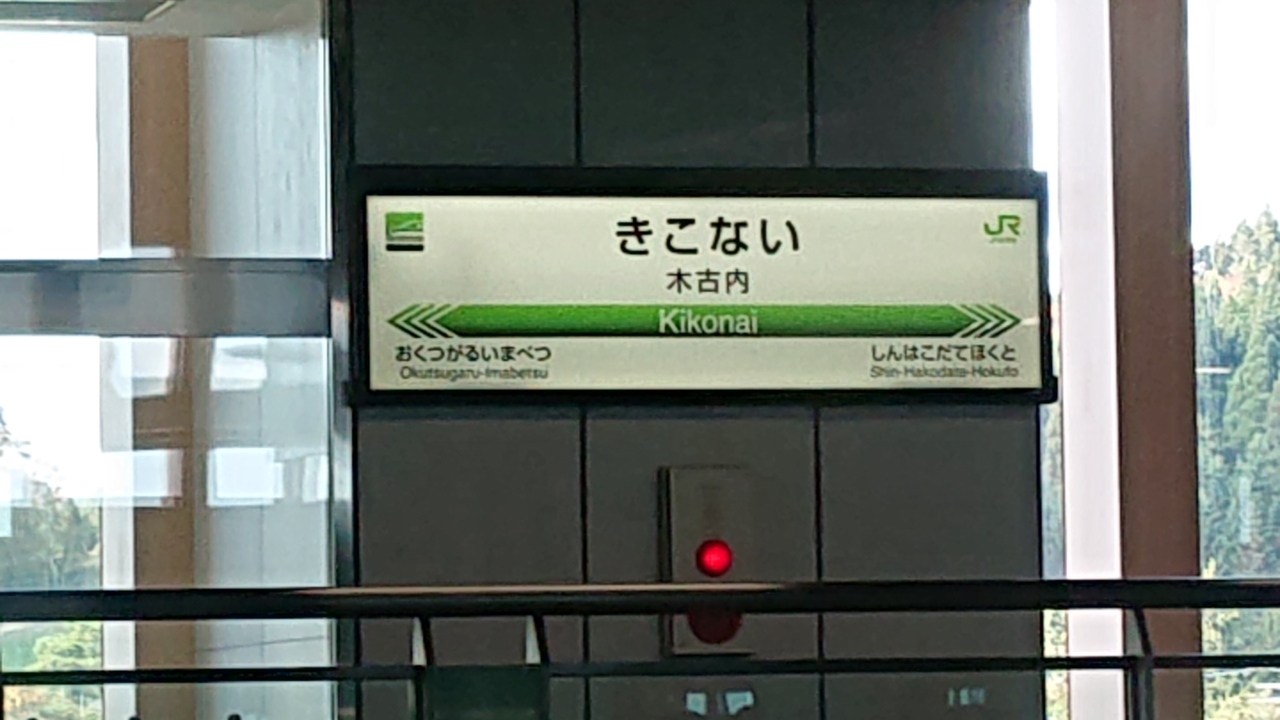 きこない
JR
木古内
Kikonai
おくつがるいまべつ
しんはこだてほくと
Okutsugaru-Imabetsu
Shin-Hakodate-Hokuto